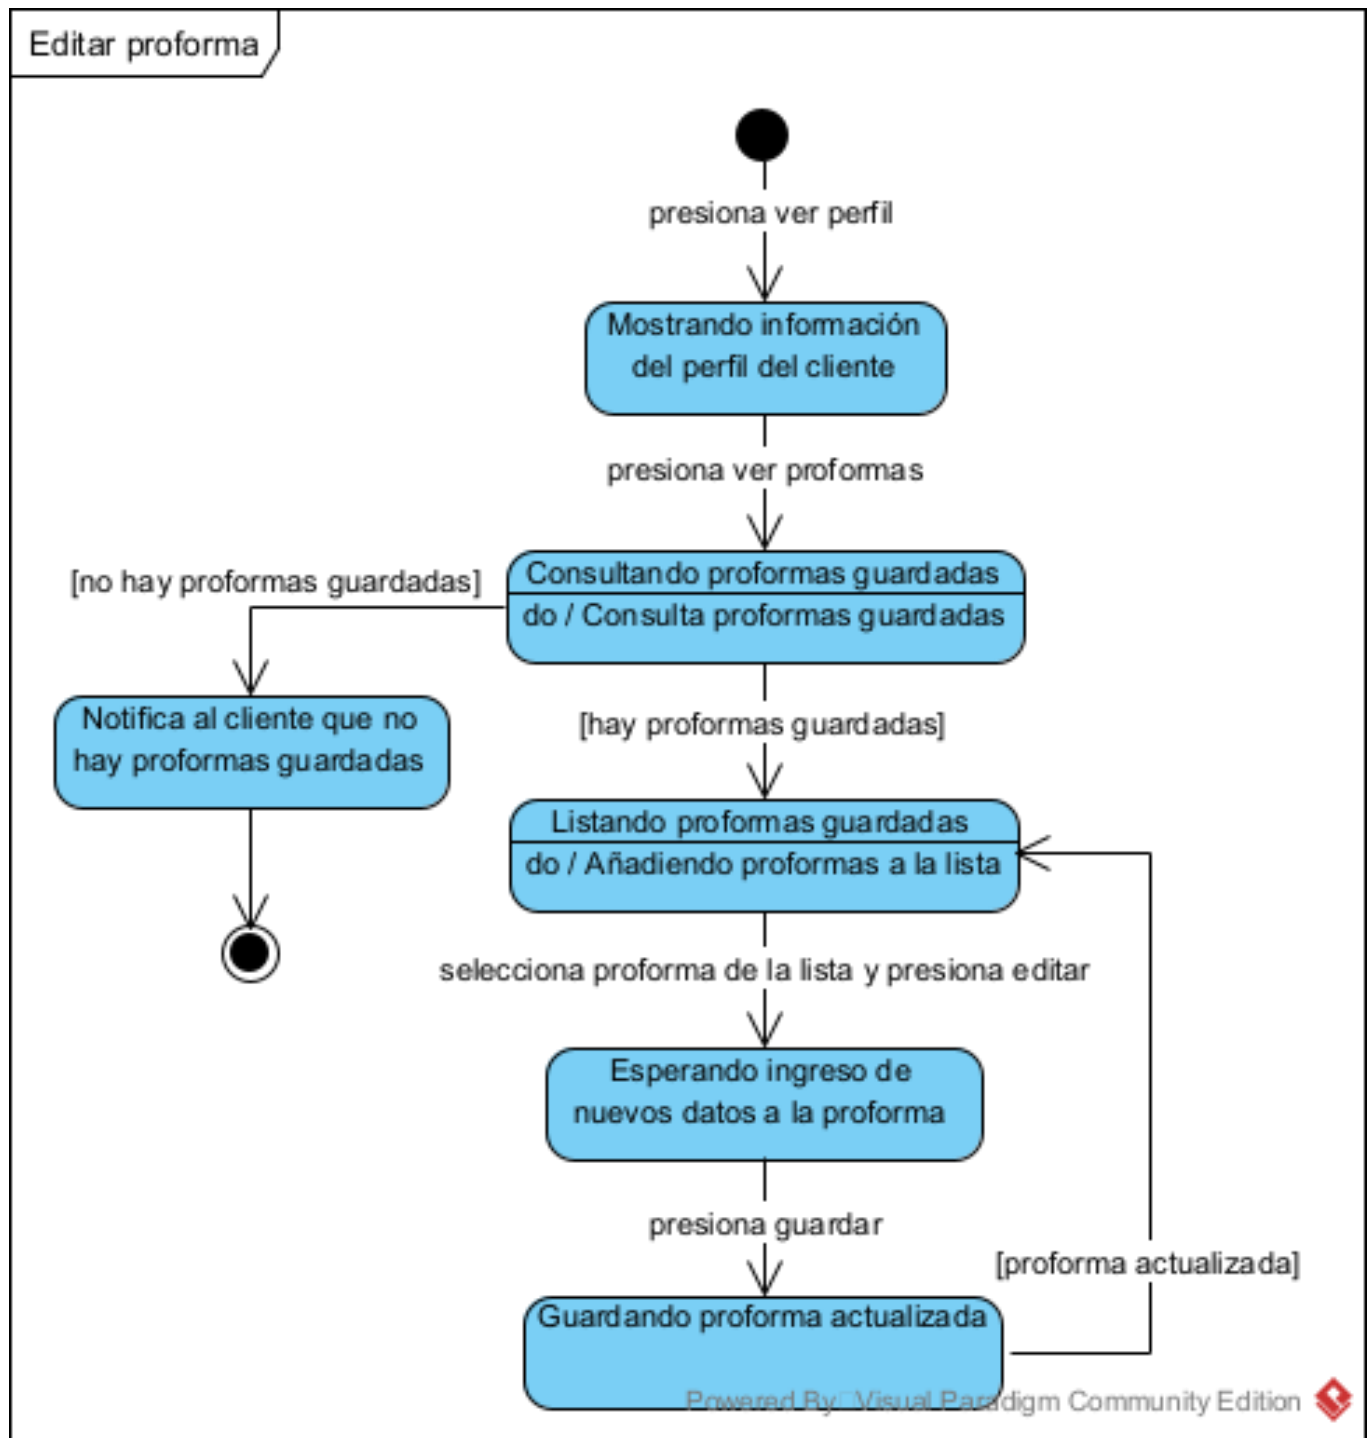 Editar proforma
presiona ver perfil
Mostrando información
del perfil del cliente
presiona ver proformas
Consultando proformas guardadas
do / Consulta proformas guardadas
[no hay proformas guardadas]
Notifica al cliente que no
hay proformas guardadas
[hay proformas guardadas]
Listando proformas guardadas
do / Añadiendo proformas a la lista
selecciona proforma de la lista y presiona editar
Esperando ingreso de
nuevos datos a la proforma
presiona guardar
[proforma actualizada]
Guardando proforma actualizada
Powered By Visual Paradigm Community Edition